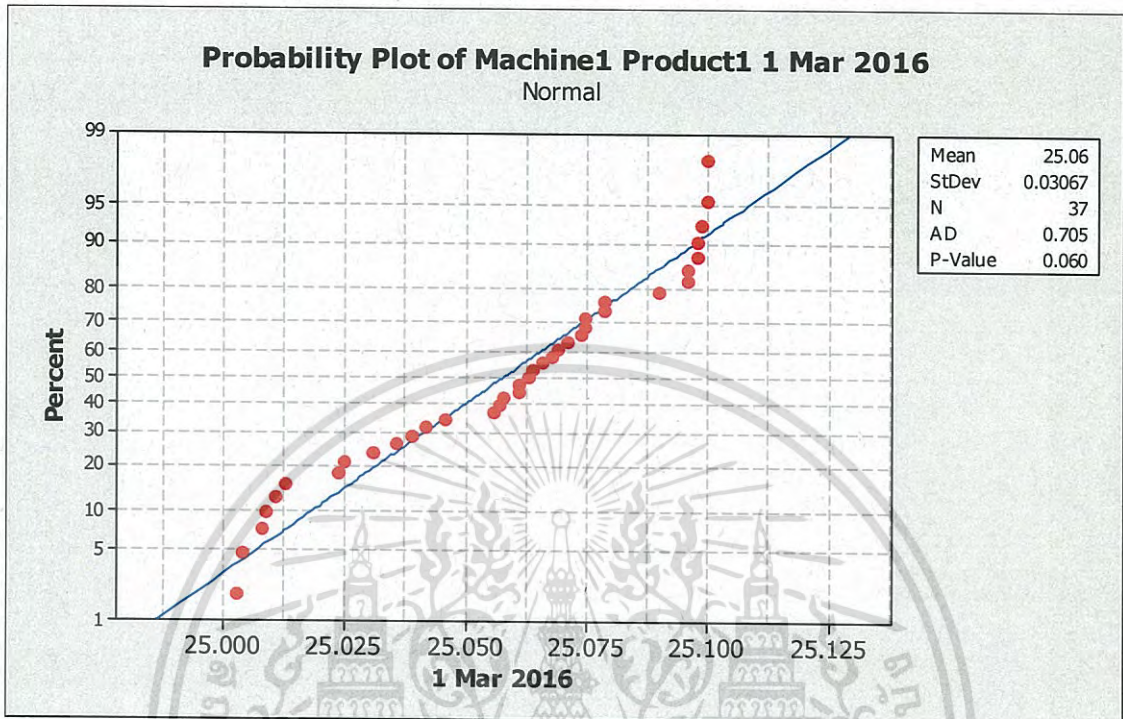 Probability Plot of Machine1 Product1 1 Mar 2016
Normal
99
95
90
80
70
60
50
40
30
20
10
5
1
Percent
25.000 25.025 25.050 25.075 25.100 25.125
1 Mar 2016
Mean 25.06
StDev 0.03067
N 37
AD 0.705
P-Value 0.060